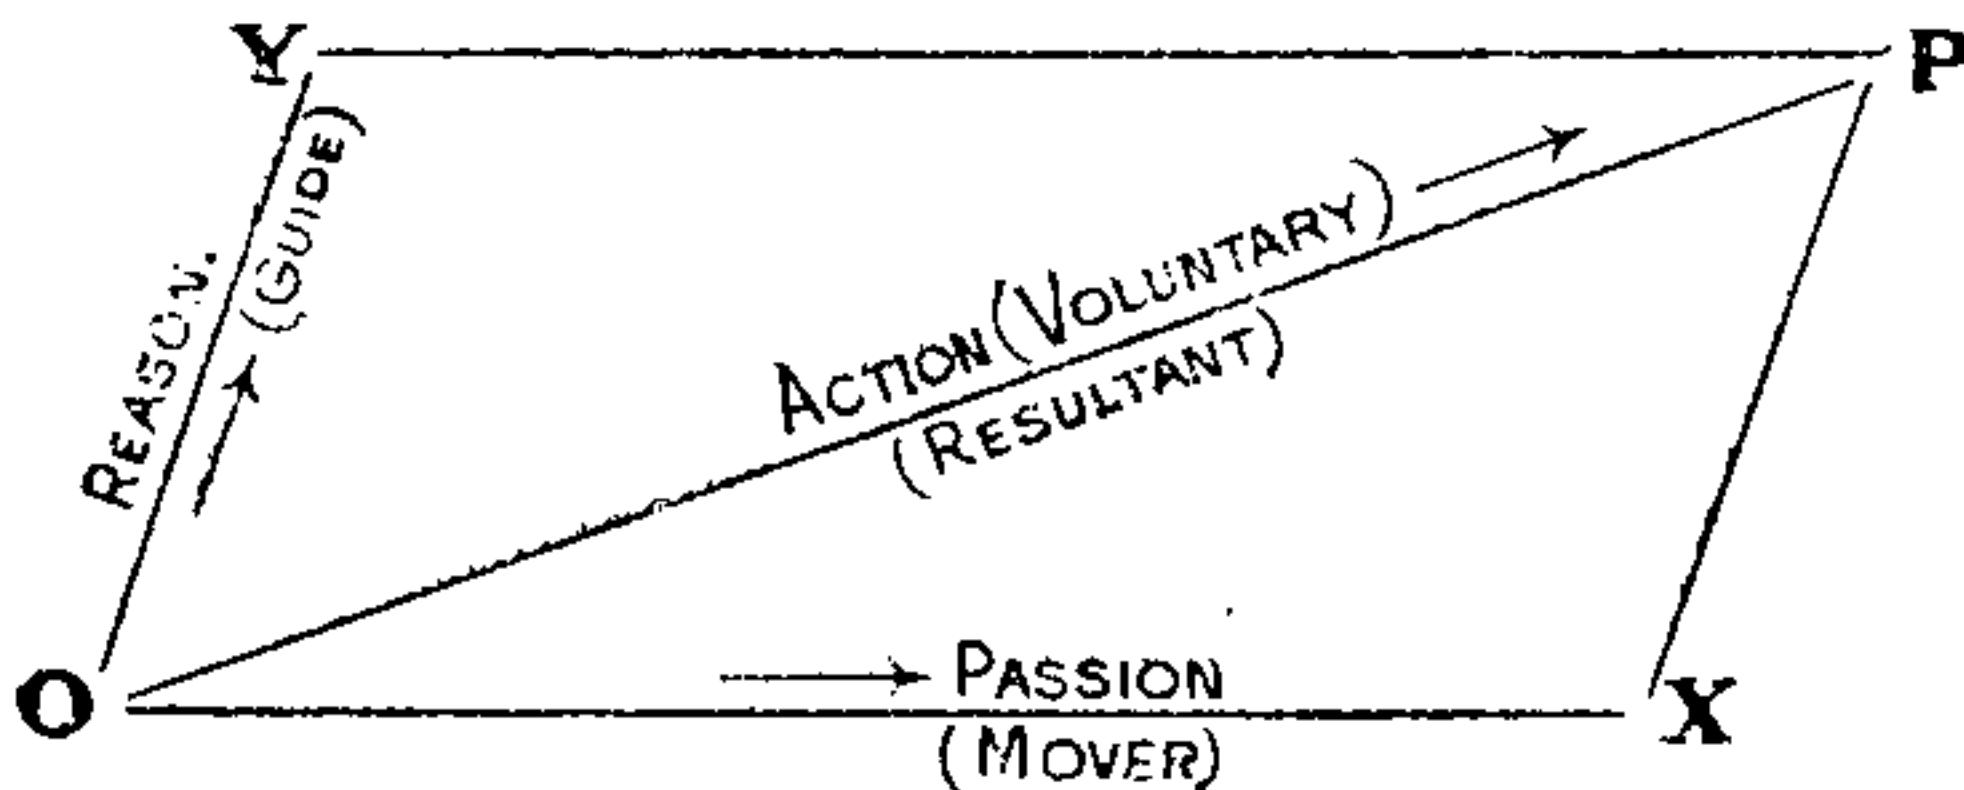 Y
P
REASON.
(GUIDE)
ACTION (VOLUNTARY)
(RESULTANT)
O
PASSION
X
(MOVER)